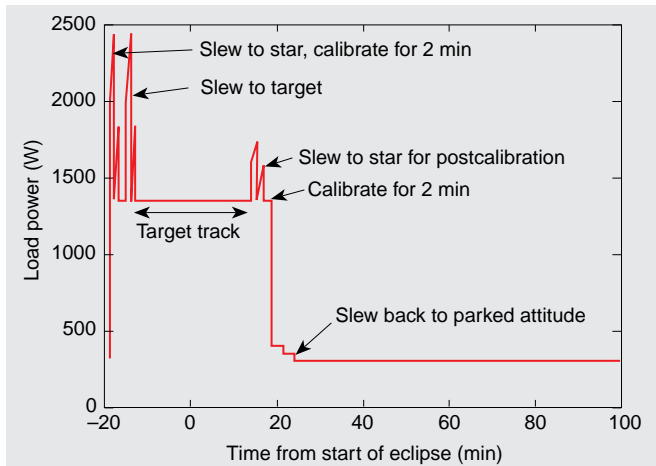 2500
Slew to star, calibrate for 2 min
2000
Slew to target
Load power (W)
1500
Slew to star for postcalibration
Calibrate for 2 min
Target track
1000
500
Slew back to parked attitude
0
–20 0 20 40 60 80 100
Time from start of eclipse (min)